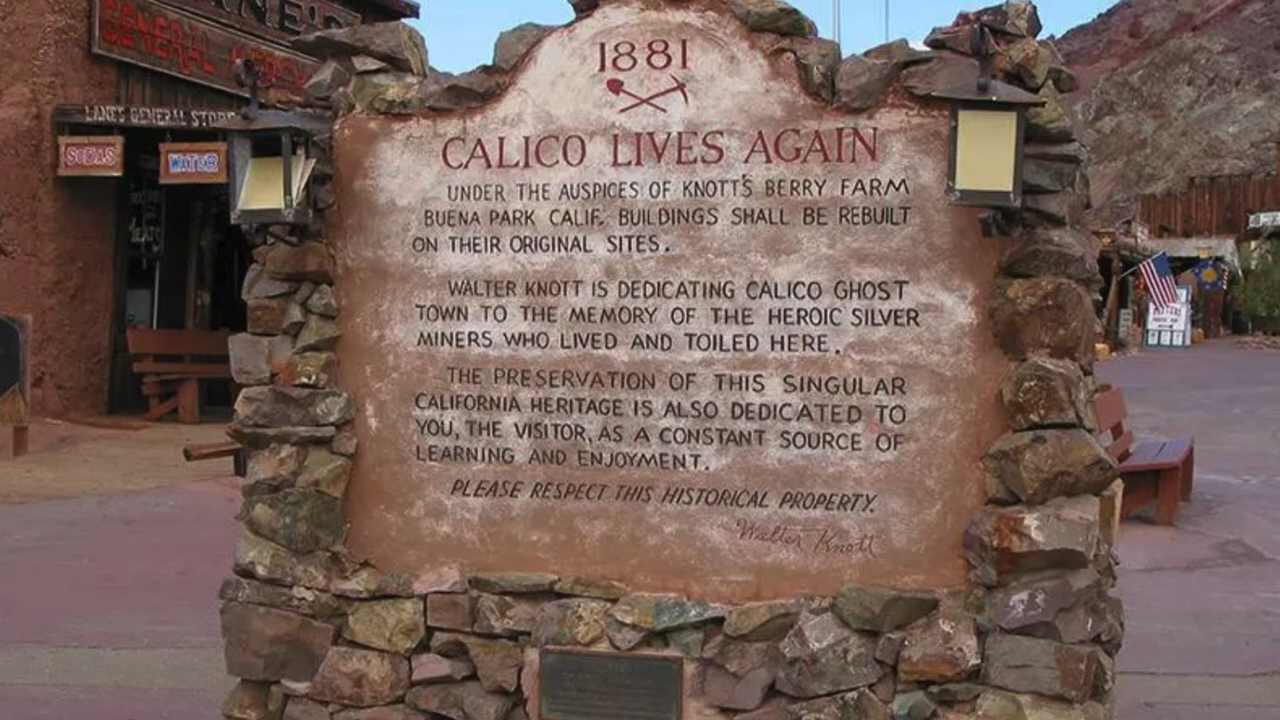 GENERAL
LANE'S GENERAL STORE
SODAS
WATER
1881
CALICO LIVES AGAIN
UNDER THE AUSPICES OF KNOTT'S BERRY FARM
BUENA PARK CALIF. BUILDINGS SHALL BE REBUILT
ON THEIR ORIGINAL SITES.
WALTER KNOTT IS DEDICATING CALICO GHOST
TOWN TO THE MEMORY OF THE HEROIC SILVER
MINERS WHO LIVED AND TOILED HERE.
THE PRESERVATION OF THIS SINGULAR
CALIFORNIA HERITAGE IS ALSO DEDICATED TO
YOU, THE VISITOR, AS A CONSTANT SOURCE OF
LEARNING AND ENJOYMENT.
PLEASE RESPECT THIS HISTORICAL PROPERTY.
Walter Knott